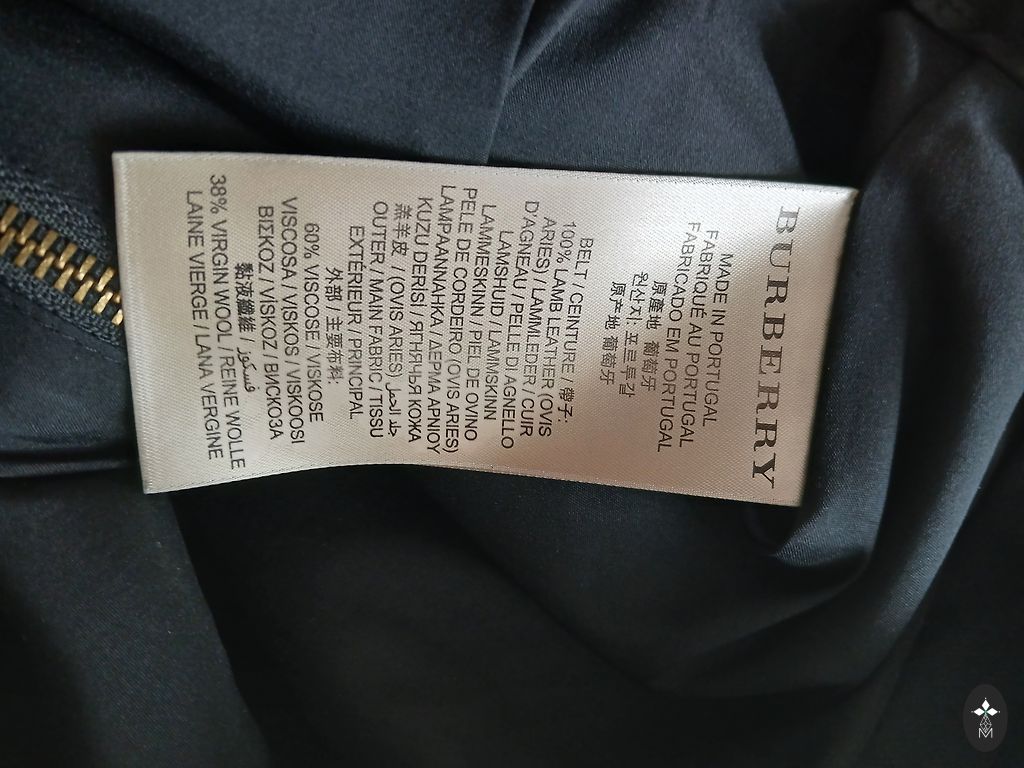 BURBERRY
MADE IN PORTUGAL
FABRIQUÉ AU PORTUGAL
FABRICADO EM PORTUGAL
原產地 葡萄牙
원산지: 포르투갈
原产地 葡萄牙
BELT / CEINTURE / 帶子:
100% LAMB LEATHER (OVIS
ARIES) / LAMMLEDER / CUIR
D'AGNEAU / PELLE DI AGNELLO
LAMSHUID / LAMMSKINN
LAMMESKINN / PIEL DE OVINO
PELE DE CORDEIRO /OVIS ARIES)
LAMPAANNAHKA / ΔΕΡΜΑ ΑΡΝΙΟΥ
KUZU DERISI / ЯГНЯЧЬЯ КОЖА
羔羊皮 / (OVIS ARIES) جلد الحمل
OUTER / MAIN FABRIC / TISSU
EXTÉRIEUR / PRINCIPAL
外部 / 主要布料:
60% VISCOSE / VISKOSE
VISCOSA / VISKOS / VISKOOSI
ΒΙΣΚΟΖ / VISKOZ / ВИСКОЗА
黏液纖維 / فسكوز
38% VIRGIN WOOL / REINE WOLLE
LAINE VIERGE / LANA VERGINE
M